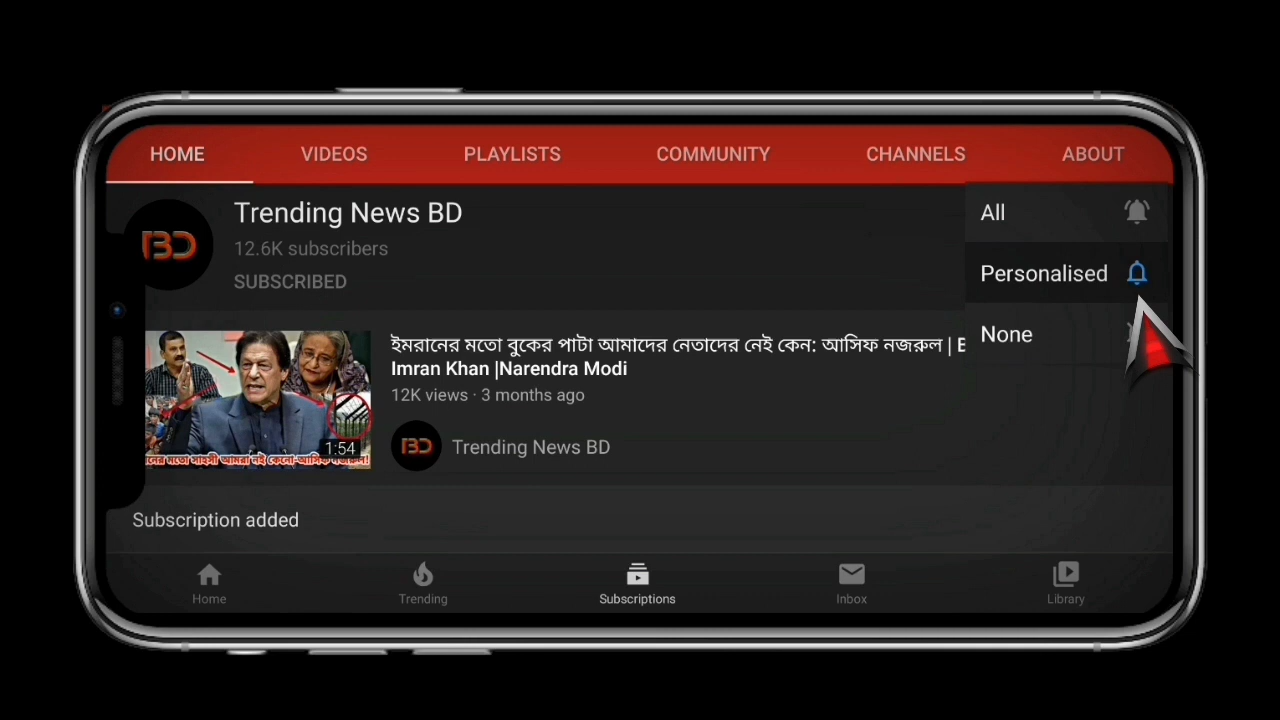 HOME VIDEOS PLAYLISTS COMMUNITY CHANNELS ABOUT
Trending News BD
12.6K subscribers
SUBSCRIBED
All
Personalised
None
BD
1:54
ইমরানের মতো বুকের পাটা আমাদের নেতাদের নেই কেন: আসিফ নজরুল |
Imran Khan |Narendra Modi
12K views · 3 months ago
BD
Trending News BD
Subscription added
Home Trending Subscriptions Inbox Library